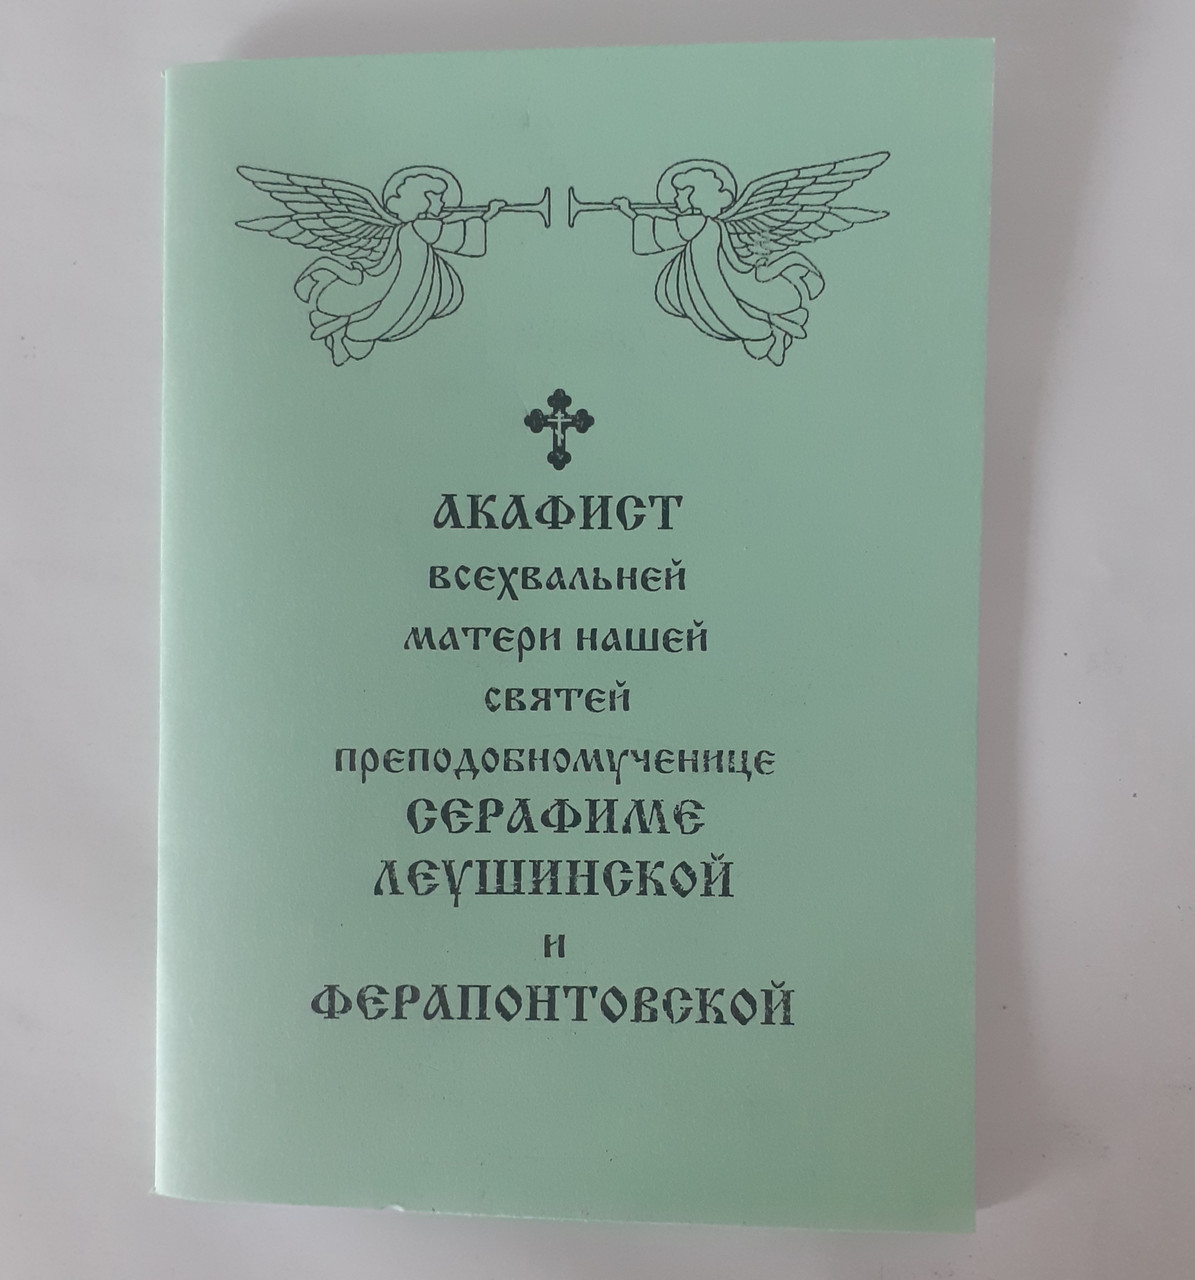 АКАФИСТ
ВСЕХВАЛЬНЕЙ
МАТЕРИ НАШЕЙ
СВЯТЕЙ
ПРЕПОДОБНОМУЧЕНИЦЕ
СЕРАФИМЕ
ЛЕУШИНСКОЙ
И
ФЕРАПОНТОВСКОЙ